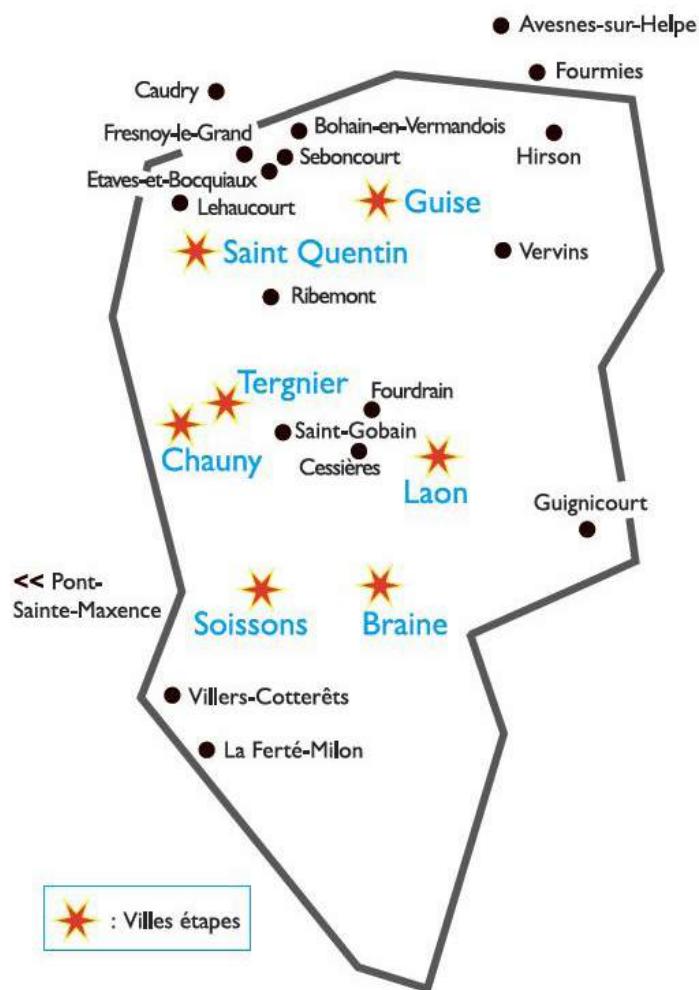 Avesnes-sur-Helpe
Fourmies
Caudry
Bohain-en-Vermandois
Fresnoy-le-Grand
Hirson
Seboncourt
Etaves-et-Bocquiaux
Guise
Lehaucourt
Saint Quentin
Vervins
Ribemont
Tergnier
Fourdrain
Saint-Gobain
Chauny
Cessières
Laon
Guignicourt
<< Pont-
Sainte-Maxence
Soissons
Braine
Villers-Cotterêts
La Ferté-Milon
: Villes étapes